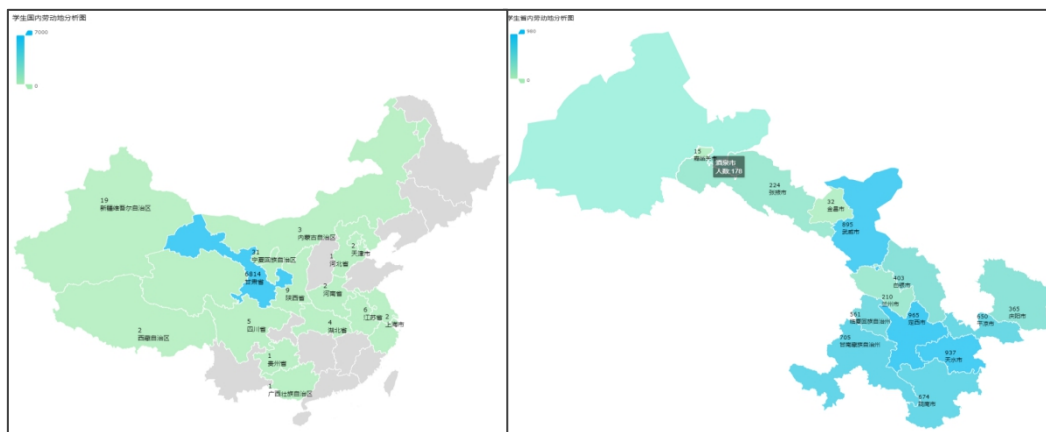 学生国内劳动地分析图
7000
0
19
新疆维吾尔自治区
3
内蒙古自治区
2
天津市
1
河北省
31
宁夏回族自治区
6814
甘肃省
9
陕西省
2
河南省
6
江苏省
2
上海市
2
西藏自治区
5
四川省
4
湖北省
1
贵州省
1
广西壮族自治区
学生省内劳动地分析图
0
15
嘉峪关市
酒泉市
人数:178
224
张掖市
32
金昌市
895
武威市
403
白银市
210
兰州市
561
临夏回族自治州
965
定西市
650
平凉市
365
庆阳市
705
甘南藏族自治州
937
天水市
674
陇南市